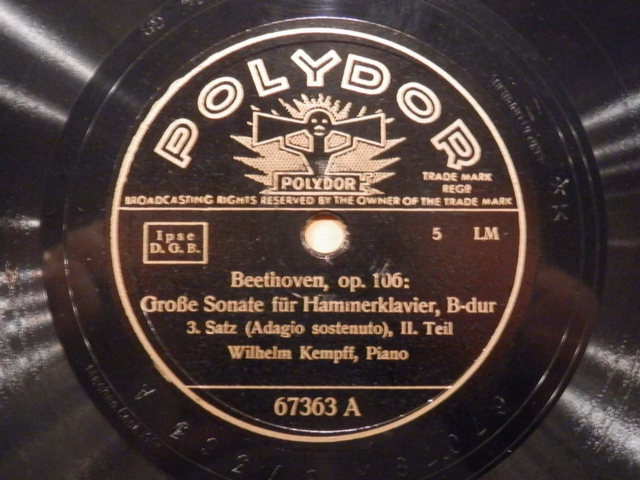 POLYDOR
POLYDOR
TRADE MARK
REGD
BROADCASTING RIGHTS RESERVED BY THE OWNER OF THE TRADE MARK
Ipse
D. G. B.
5 LM
Beethoven, op. 106:
Große Sonate für Hammerklavier, B-dur
3. Satz (Adagio sostenuto), II. Teil
Wilhelm Kempff, Piano
67363 A